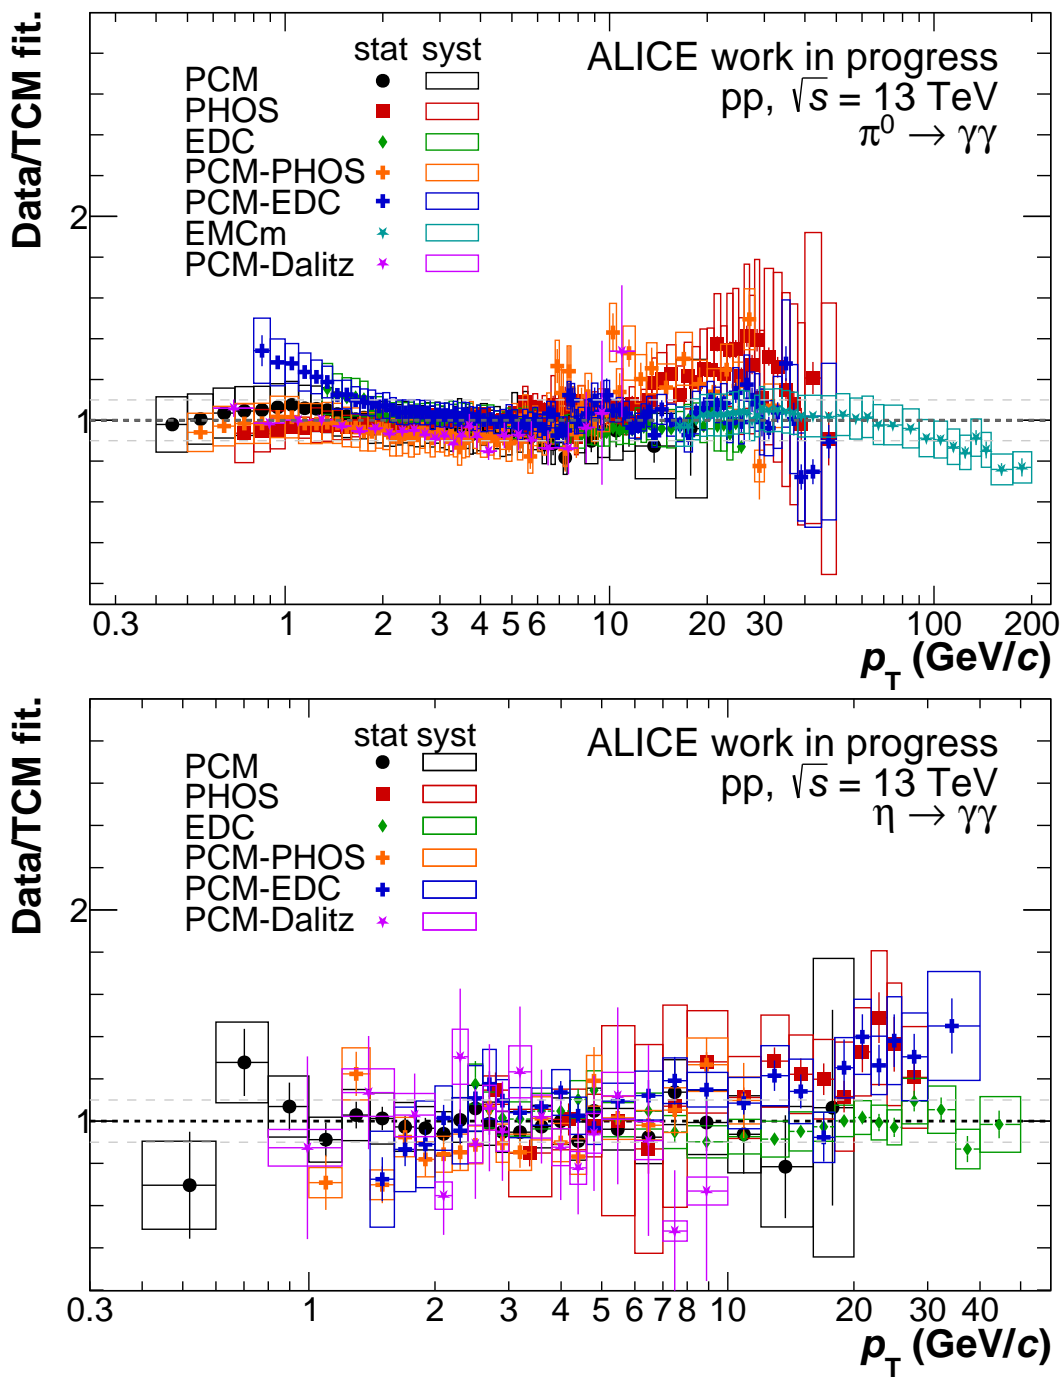 Data/TCM fit.
stat syst
PCM
PHOS
EDC
PCM-PHOS
PCM-EDC
EMCm
PCM-Dalitz
ALICE work in progress
pp, √s = 13 TeV
π⁰ → γγ
2
1
0.3 1 2 3 4 5 6 10 20 30 100 200
p_T (GeV/c)
Data/TCM fit.
stat syst
PCM
PHOS
EDC
PCM-PHOS
PCM-EDC
PCM-Dalitz
ALICE work in progress
pp, √s = 13 TeV
η → γγ
2
1
0.3 1 2 3 4 5 6 7 8 10 20 30 40
p_T (GeV/c)